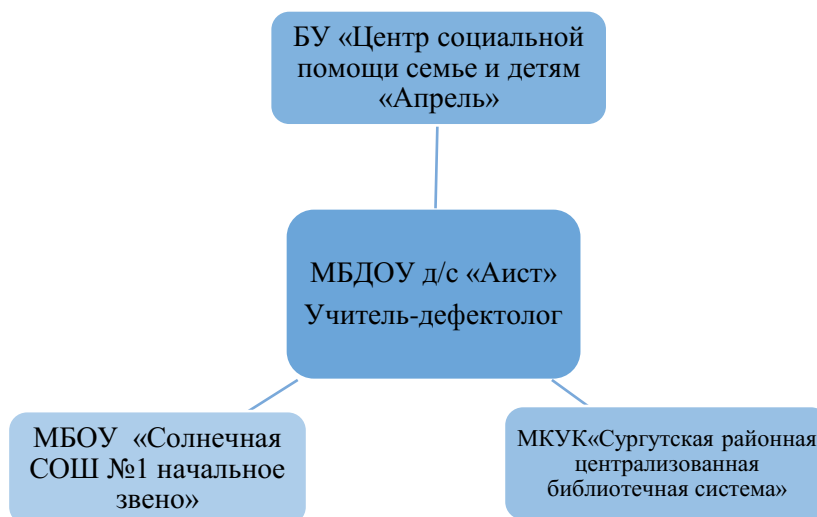 БУ «Центр социальной
помощи семье и детям
«Апрель»
МБДОУ д/с «Аист»
Учитель-дефектолог
МБОУ «Солнечная
СОШ №1 начальное
звено»
МКУК«Сургутская районная
централизованная
библиотечная система»